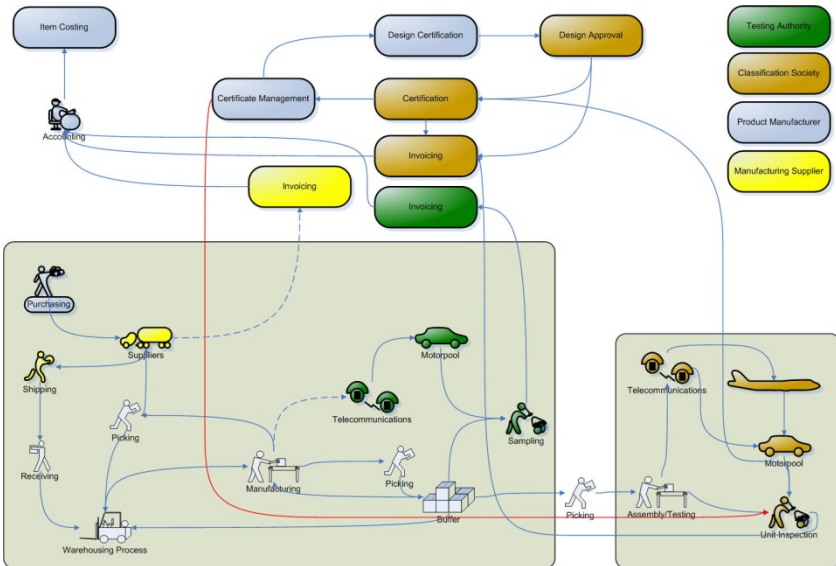 Item Costing
Design Certification
Design Approval
Testing Authority
Classification Society
Certificate Management
Certification
Product Manufacturer
Accounting
Invoicing
Manufacturing Supplier
Invoicing
Invoicing
Purchasing
Suppliers
Motorpool
Shipping
Telecommunications
Telecommunications
Picking
Sampling
Motorpool
Receiving
Manufacturing
Picking
Buffer
Picking
Assembly/Testing
Unit Inspection
Warehousing Process